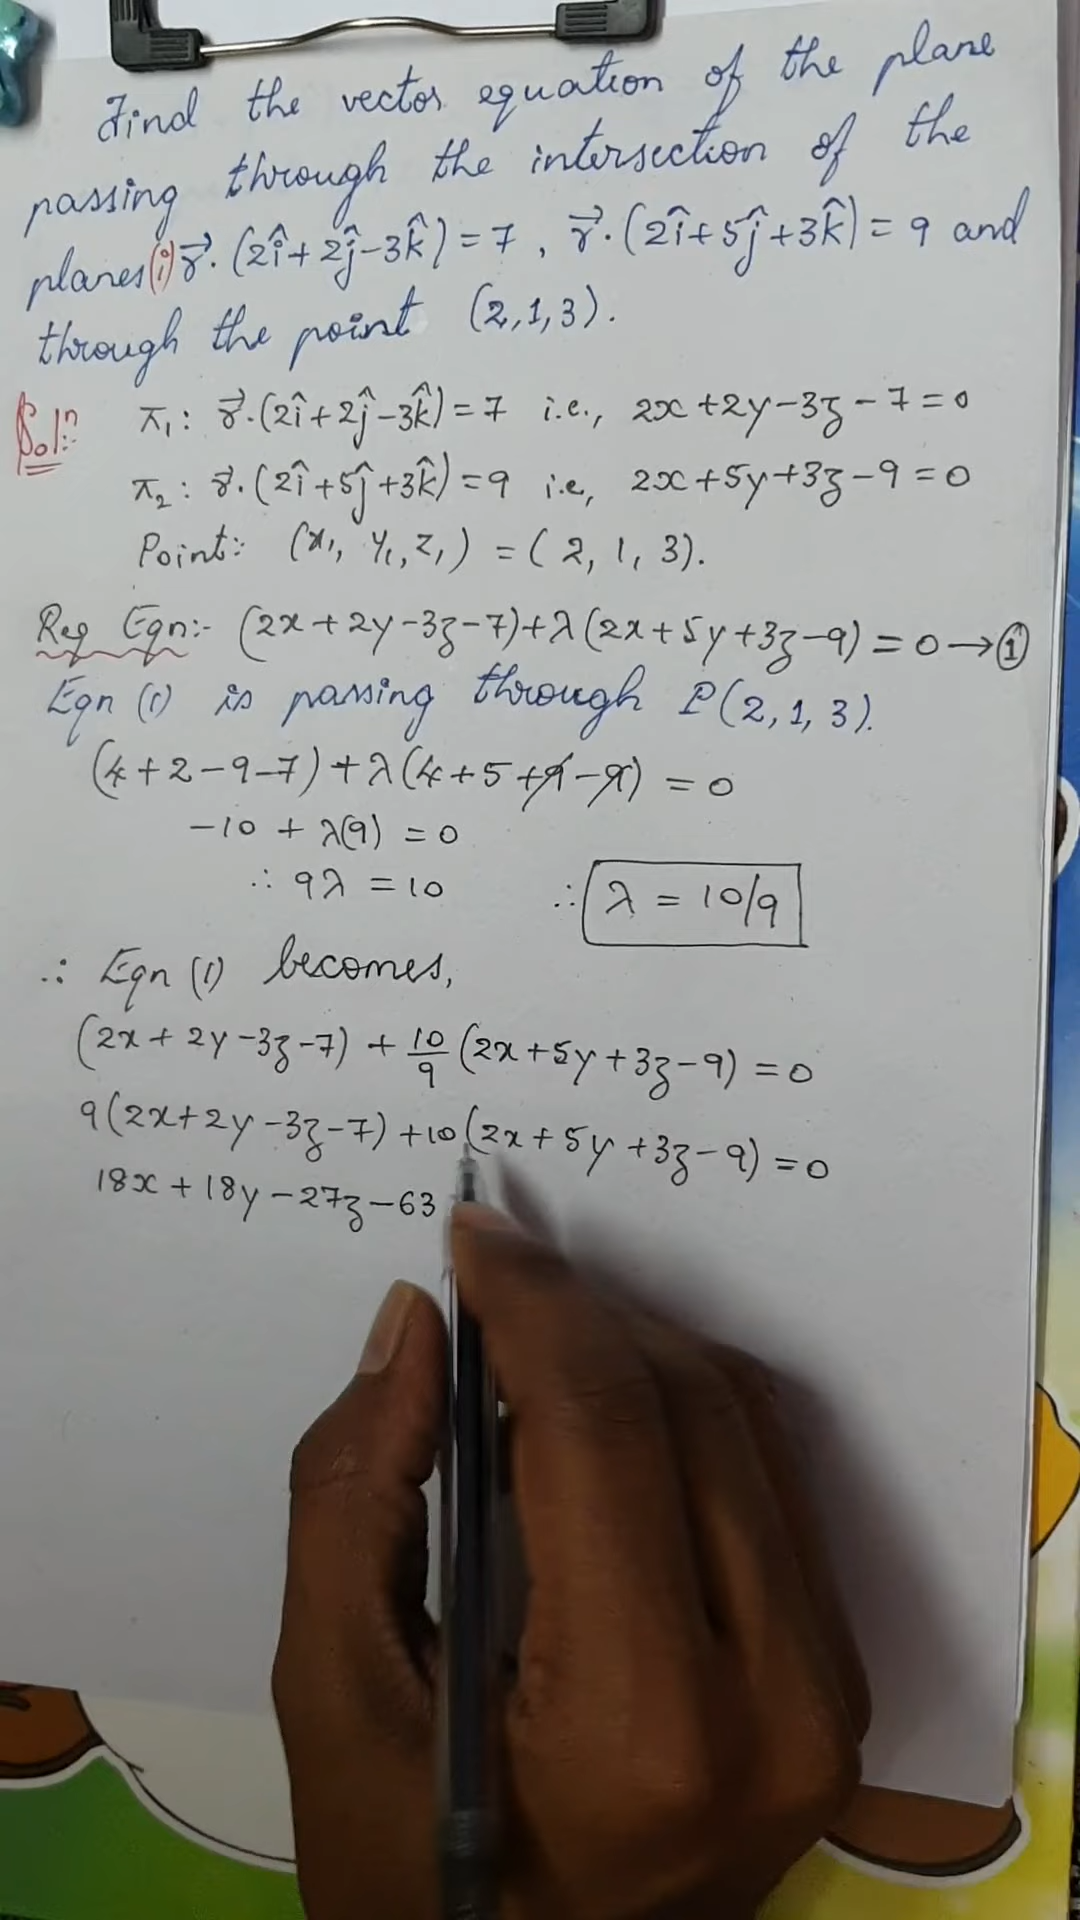 Find the vector equation of the plane
passing through the intersection of the
planes (i) r⃗.(2î+2ĵ-3k̂)=7, r⃗.(2î+5ĵ+3k̂)=9 and
through the point (2,1,3).
Soln:- π₁: r⃗.(2î+2ĵ-3k̂)=7 i.e., 2x+2y-3z-7=0
π₂: r⃗.(2î+5ĵ+3k̂)=9 i.e, 2x+5y+3z-9=0
Point:- (x₁, y₁, z₁) = (2, 1, 3).
Req Eqn:- (2x+2y-3z-7)+λ(2x+5y+3z-9)=0→①
Eqn (1) is passing through P(2,1,3).
(4+2-9-7)+λ(4+5+9-9)=0
-10+λ(9)=0
∴ 9λ=10 ∴ λ=10/9
∴ Eqn (1) becomes,
(2x+2y-3z-7)+10/9(2x+5y+3z-9)=0
9(2x+2y-3z-7)+10(2x+5y+3z-9)=0
18x+18y-27z-63